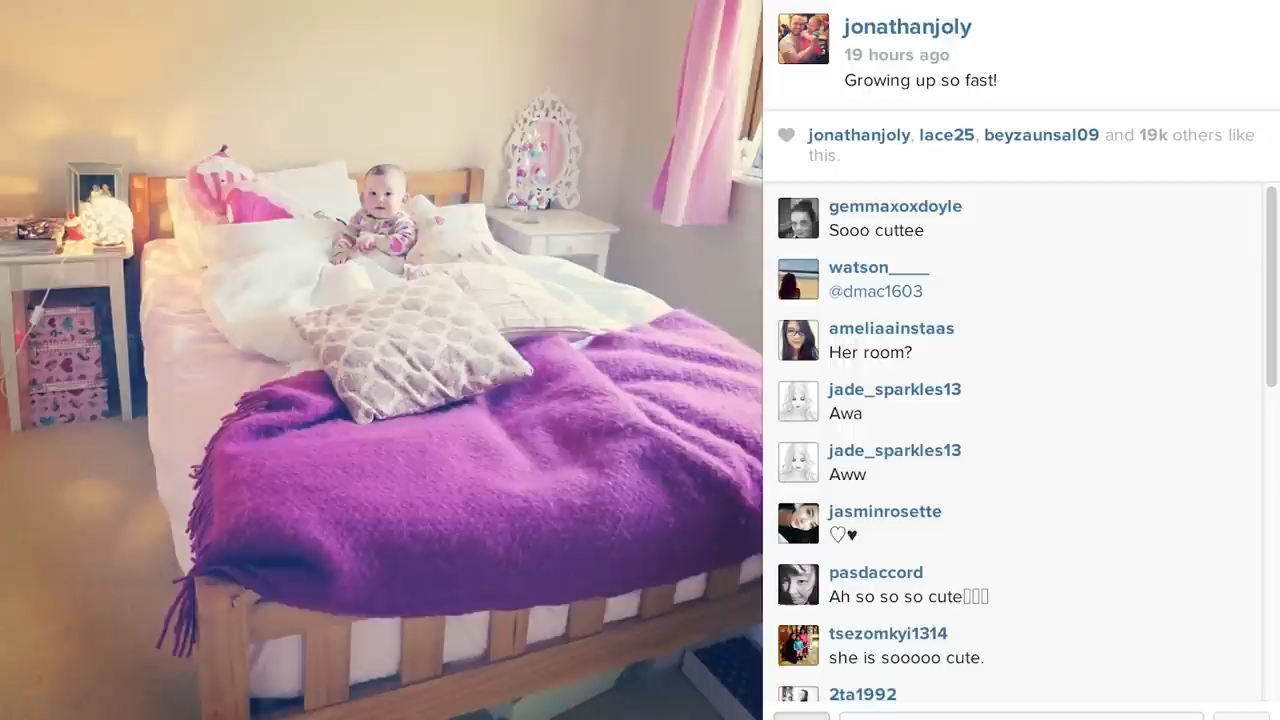 jonathanjoly
19 hours ago
Growing up so fast!
jonathanjoly, lace25, beyzaunsal09 and 19k others like
this.
gemmaxoxdoyle
Sooo cuttee
watson____
@dmac1603
ameliaainstaas
Her room?
jade_sparkles13
Awa
jade_sparkles13
Aww
jasminrosette
♡♥
pasdaccord
Ah so so so cute▯▯▯
tsezomkyi1314
she is sooooo cute.
2ta1992